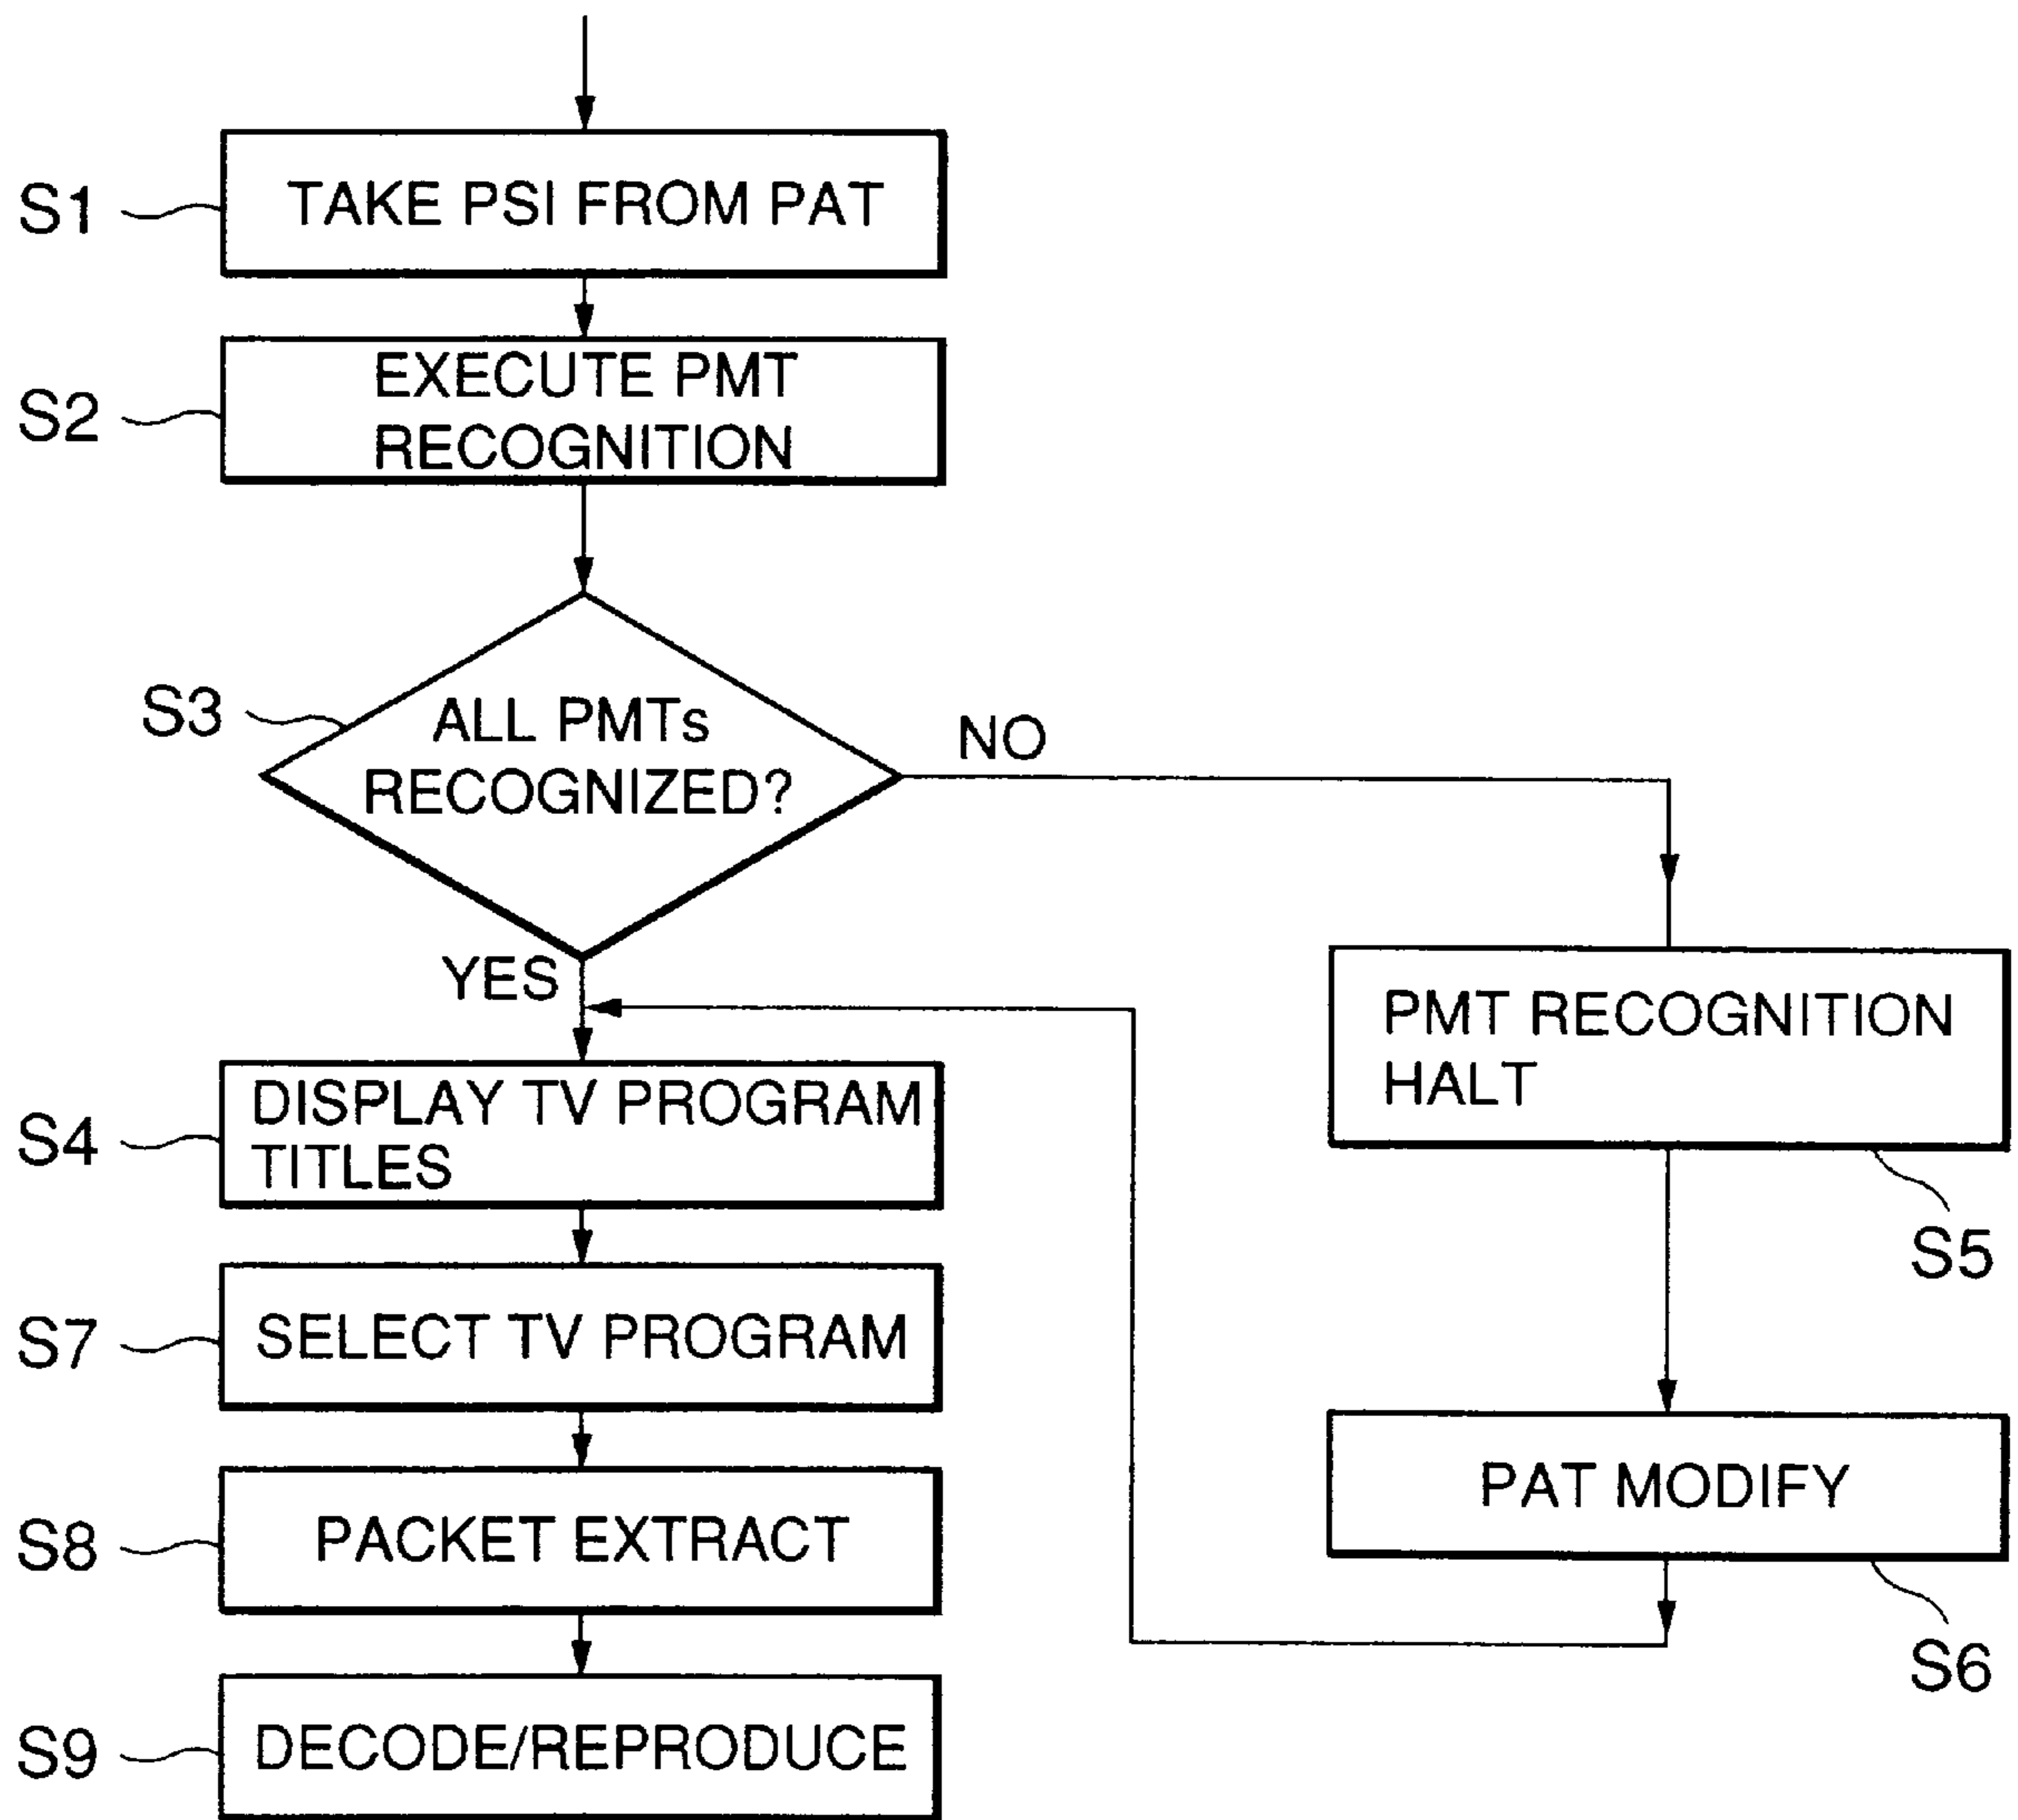 S1
TAKE PSI FROM PAT
S2
EXECUTE PMT
RECOGNITION
S3
ALL PMTs
RECOGNIZED?
NO
YES
PMT RECOGNITION
HALT
S5
S4
DISPLAY TV PROGRAM
TITLES
S7
SELECT TV PROGRAM
PAT MODIFY
S6
S8
PACKET EXTRACT
S9
DECODE/REPRODUCE